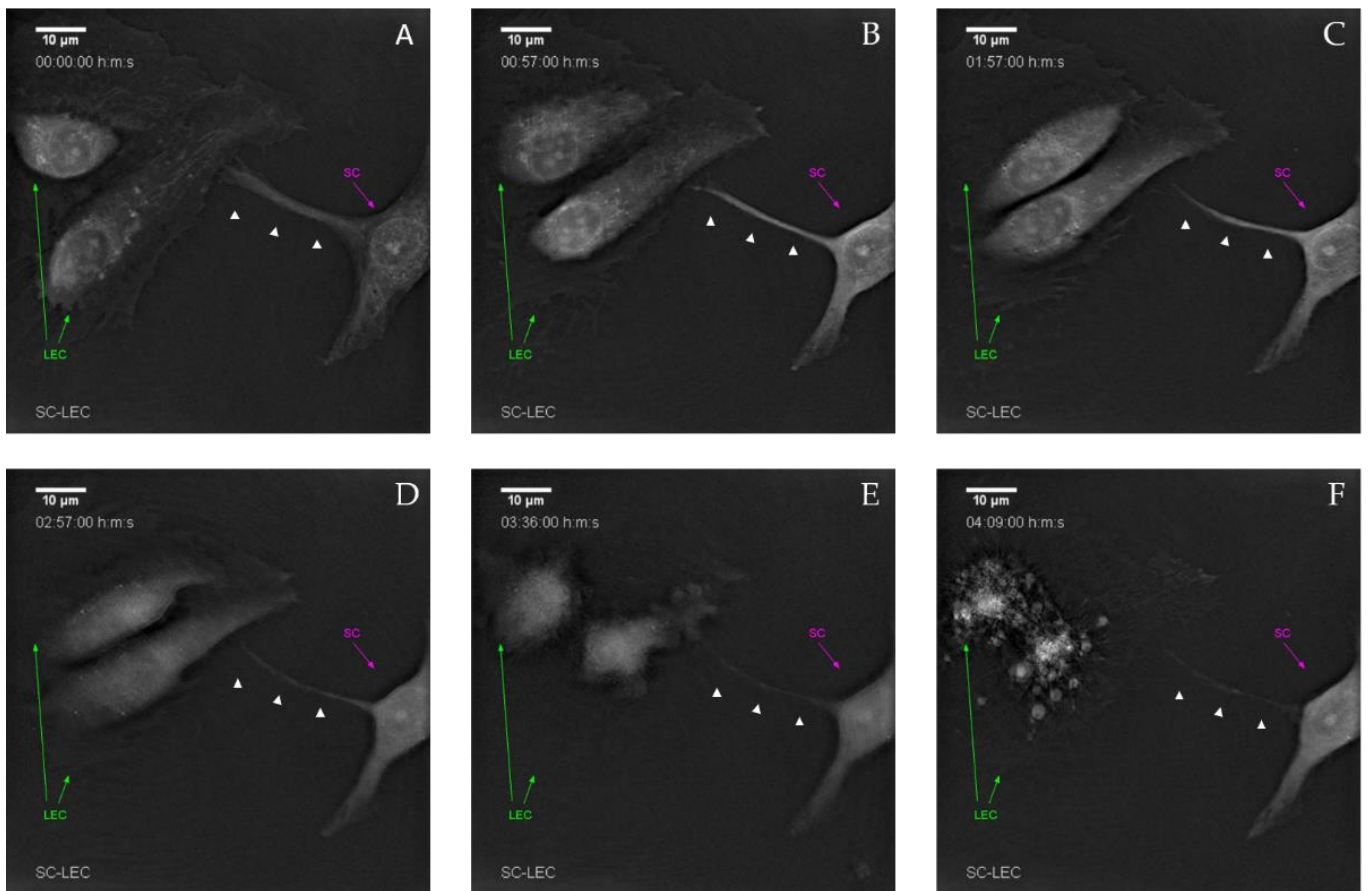 10 μm
A
00:00:00 h:m:s
SC
LEC
SC-LEC
10 μm
B
00:57:00 h:m:s
SC
LEC
SC-LEC
10 μm
C
01:57:00 h:m:s
SC
LEC
SC-LEC
10 μm
D
02:57:00 h:m:s
SC
LEC
SC-LEC
10 μm
E
03:36:00 h:m:s
SC
LEC
SC-LEC
10 μm
F
04:09:00 h:m:s
SC
LEC
SC-LEC